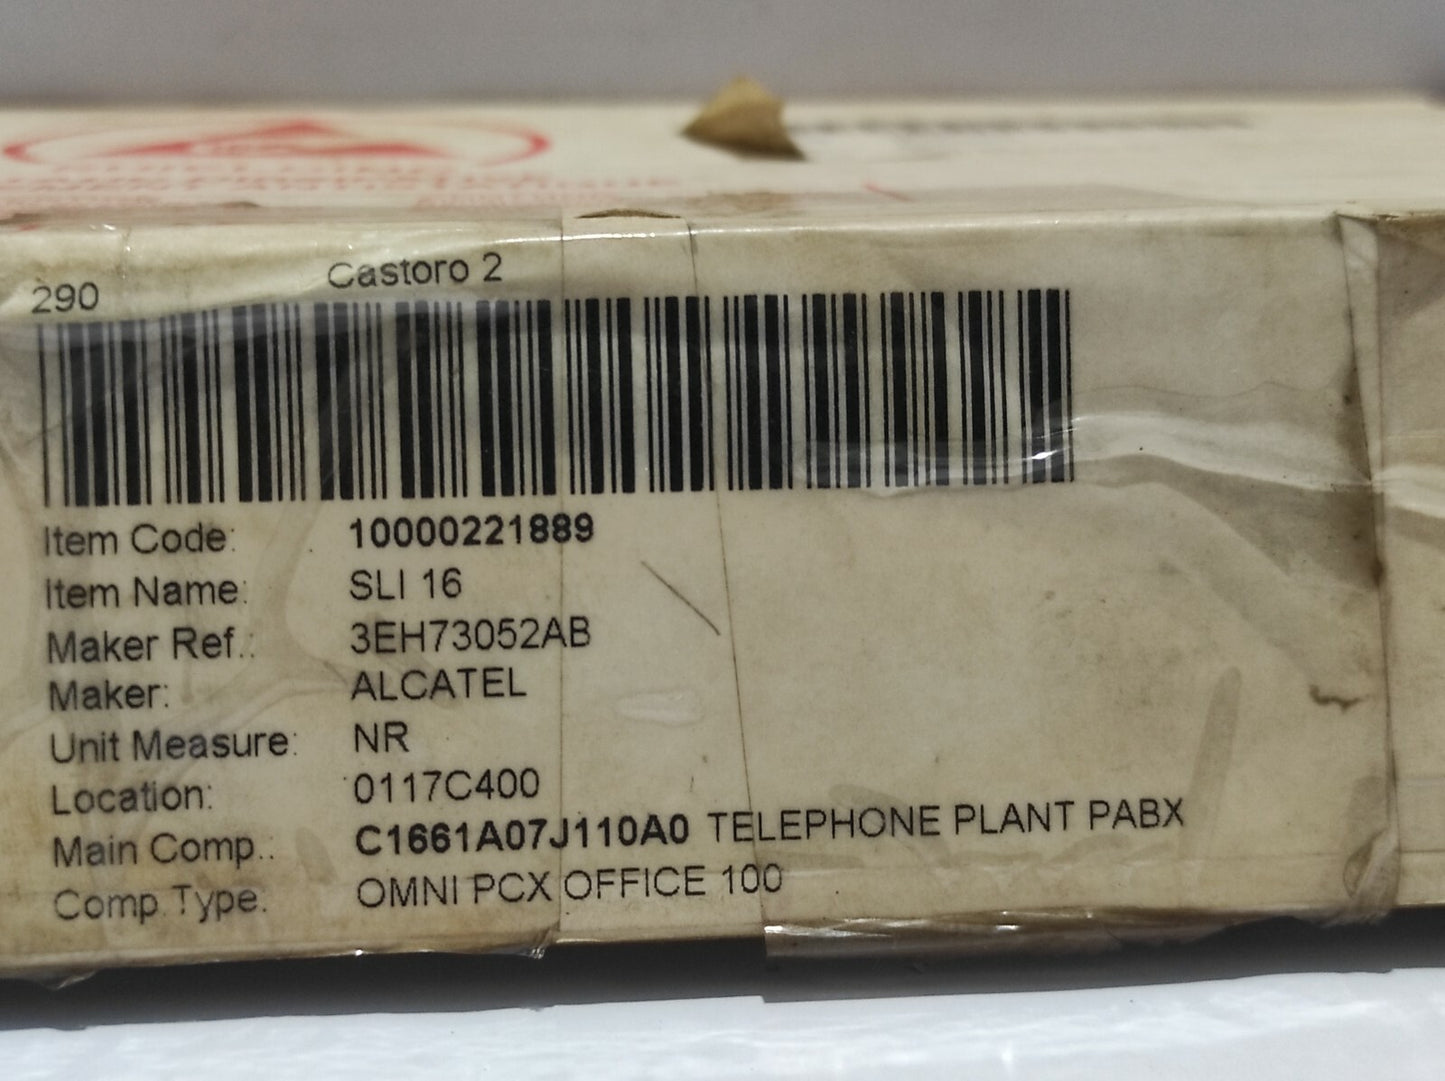 290 Castoro 2
Item Code: 10000221889
Item Name: SLI 16
Maker Ref.: 3EH73052AB
Maker: ALCATEL
Unit Measure: NR
Location: 0117C400
Main Comp.: C1661A07J110A0 TELEPHONE PLANT PABX
Comp.Type: OMNI PCX OFFICE 100